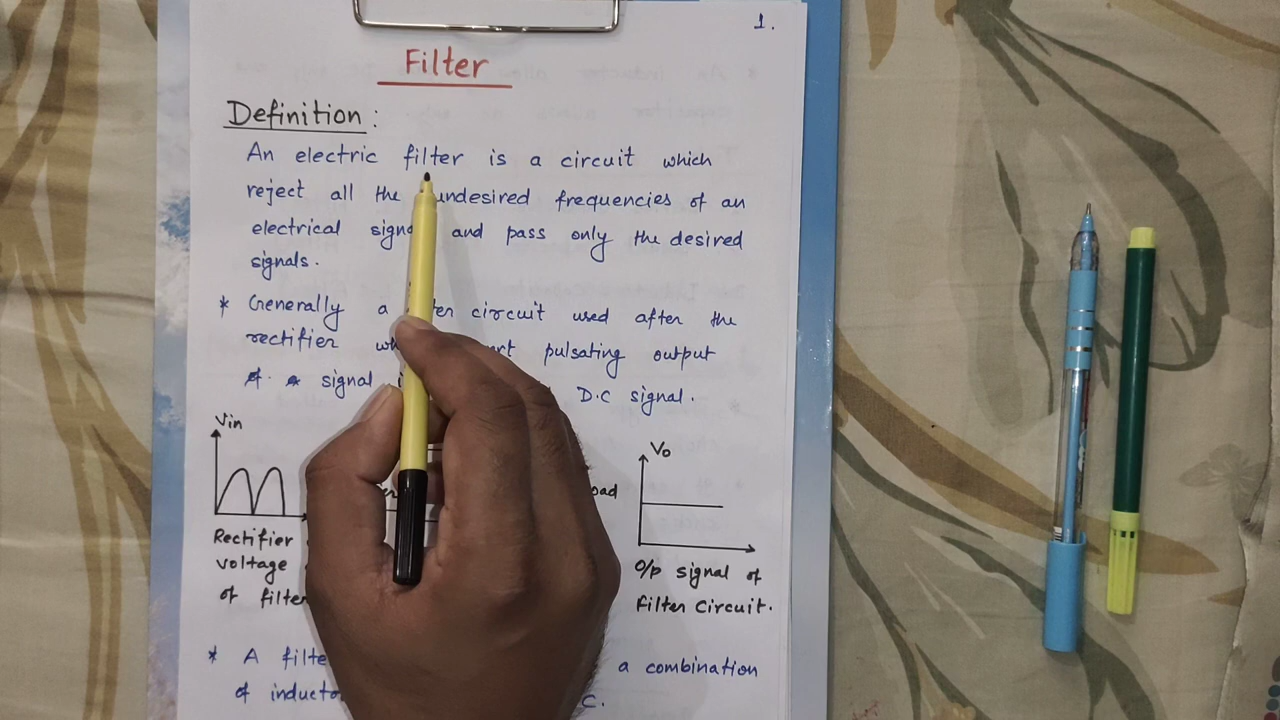 1.
Filter
Definition:
An electric filter is a circuit which
reject all the undesired frequencies of an
electrical and pass only the desired
signals.
* Generally a circuit used after the
rectifier pulsating output
signal D.C signal.
Vin
Vo
Rectifier
voltage
of filter
o/p signal of
Filter Circuit.
* A a combination
of C.